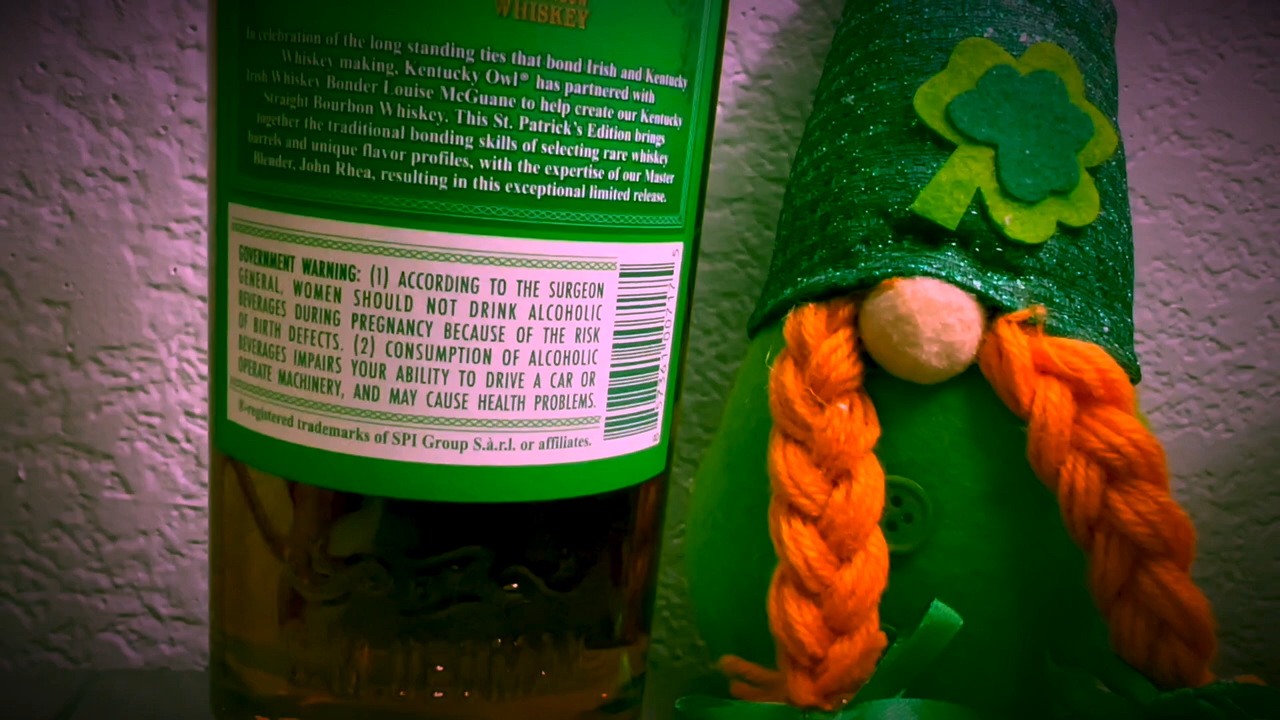 WHISKEY
In celebration of the long standing ties that bond Irish and Kentucky
Whiskey making, Kentucky Owl® has partnered with
Irish Whiskey Bonder Louise McGuane to help create our Kentucky
Straight Bourbon Whiskey. This St. Patrick's Edition brings
together the traditional bonding skills of selecting rare whiskey
barrels and unique flavor profiles, with the expertise of our Master
Blender, John Rhea, resulting in this exceptional limited release.
GOVERNMENT WARNING: (1) ACCORDING TO THE SURGEON
GENERAL, WOMEN SHOULD NOT DRINK ALCOHOLIC
BEVERAGES DURING PREGNANCY BECAUSE OF THE RISK
OF BIRTH DEFECTS. (2) CONSUMPTION OF ALCOHOLIC
BEVERAGES IMPAIRS YOUR ABILITY TO DRIVE A CAR OR
OPERATE MACHINERY, AND MAY CAUSE HEALTH PROBLEMS.
®-registered trademarks of SPI Group S.à.r.l. or affiliates.